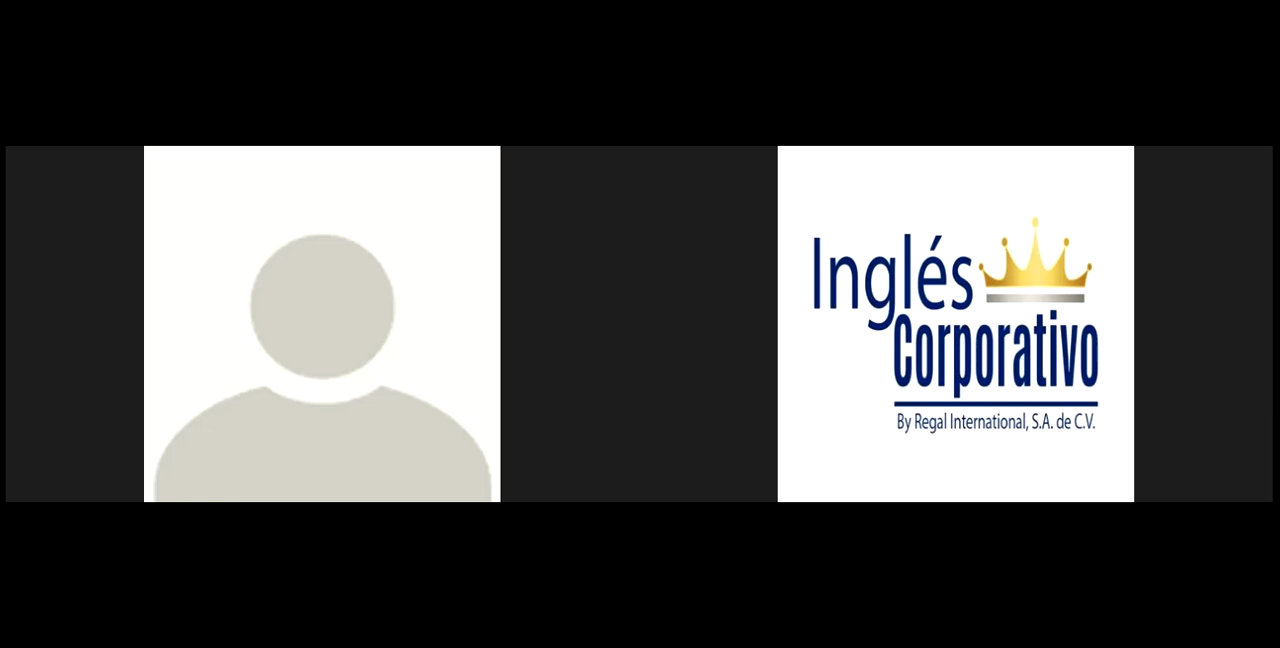 Inglés
Corporativo
By Regal International, S.A. de C.V.